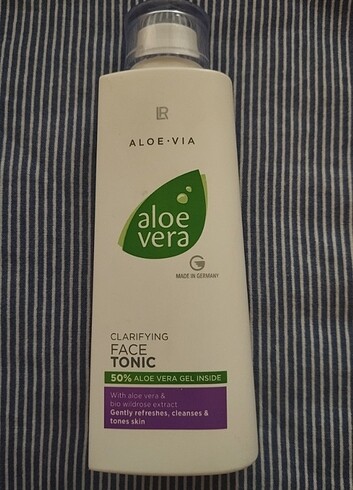 LR
ALOE·VIA
aloe
vera
G
MADE IN GERMANY
CLARIFYING
FACE
TONIC
50% ALOE VERA GEL INSIDE
With aloe vera &
bio wildrose extract
Gently refreshes, cleanses &
tones skin